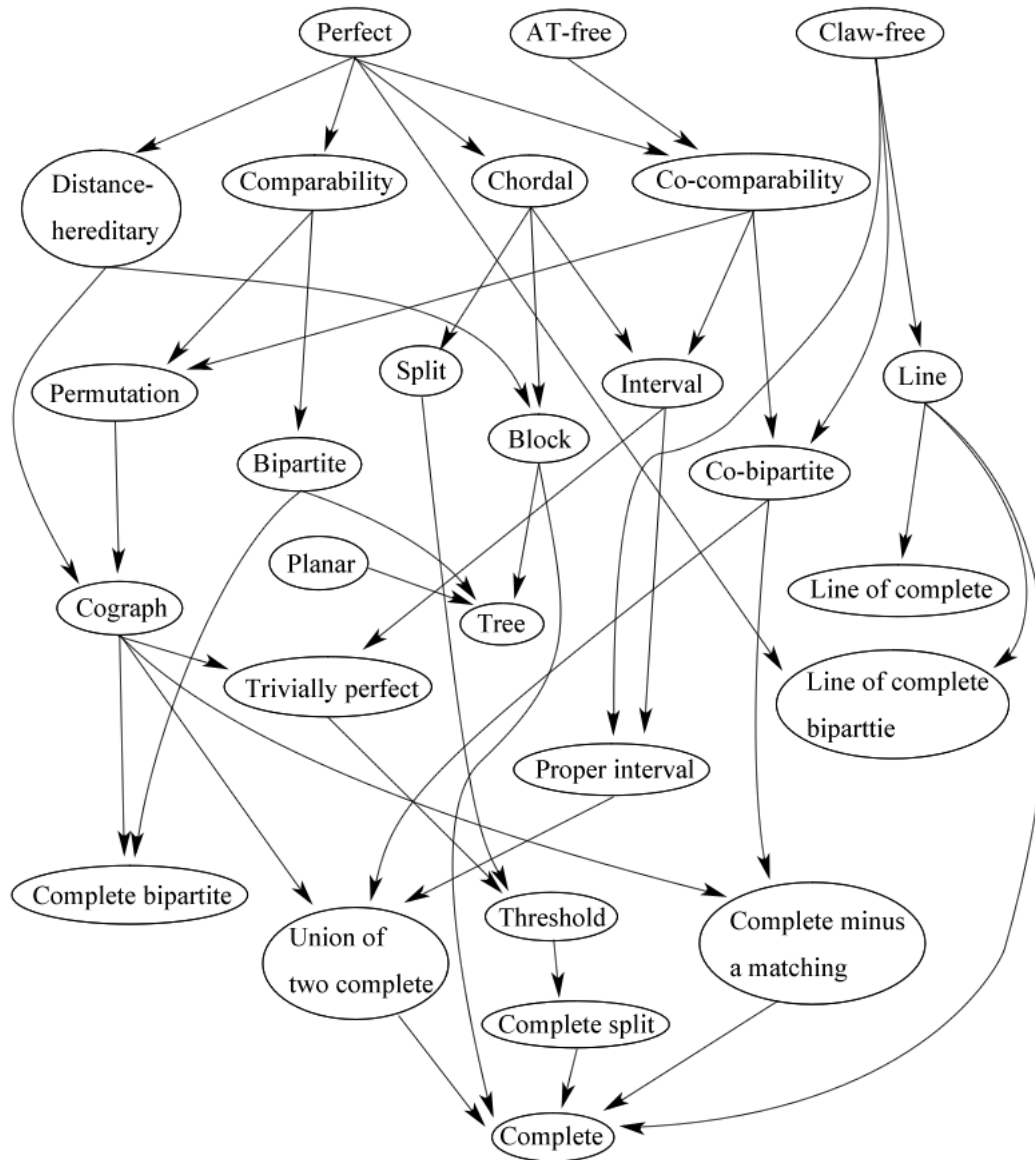 Perfect
AT-free
Claw-free
Distance-
hereditary
Comparability
Chordal
Co-comparability
Permutation
Split
Interval
Line
Bipartite
Block
Co-bipartite
Planar
Line of complete
Cograph
Tree
Trivially perfect
Line of complete
biparttie
Proper interval
Complete bipartite
Union of
two complete
Threshold
Complete minus
a matching
Complete split
Complete